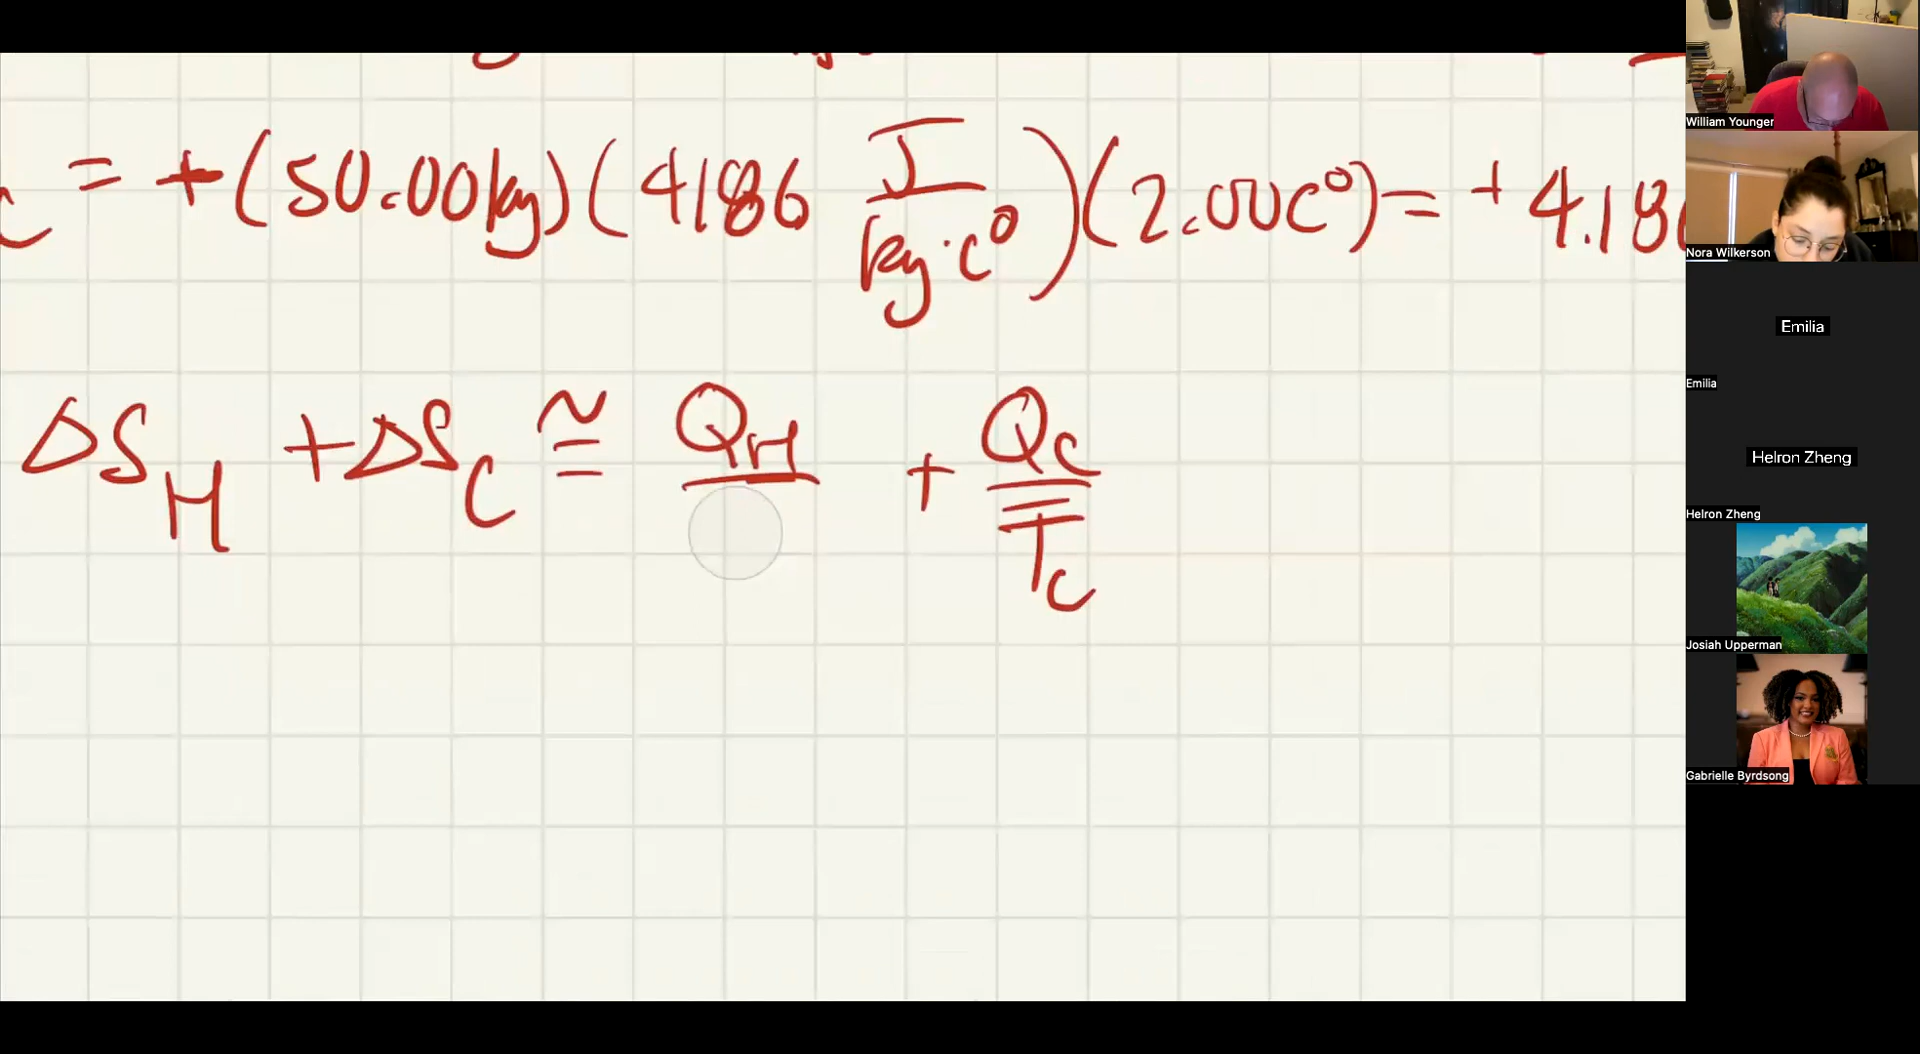 = +(50.00kg)(4186 J/kg·C°)(2.00C°) = +4.18
ΔS_H + ΔS_C ≅ Q_H/ + Q_C/T̅_C
William Younger
Nora Wilkerson
Emilia
Emilia
Helron Zheng
Helron Zheng
Josiah Upperman
Gabrielle Byrdsong